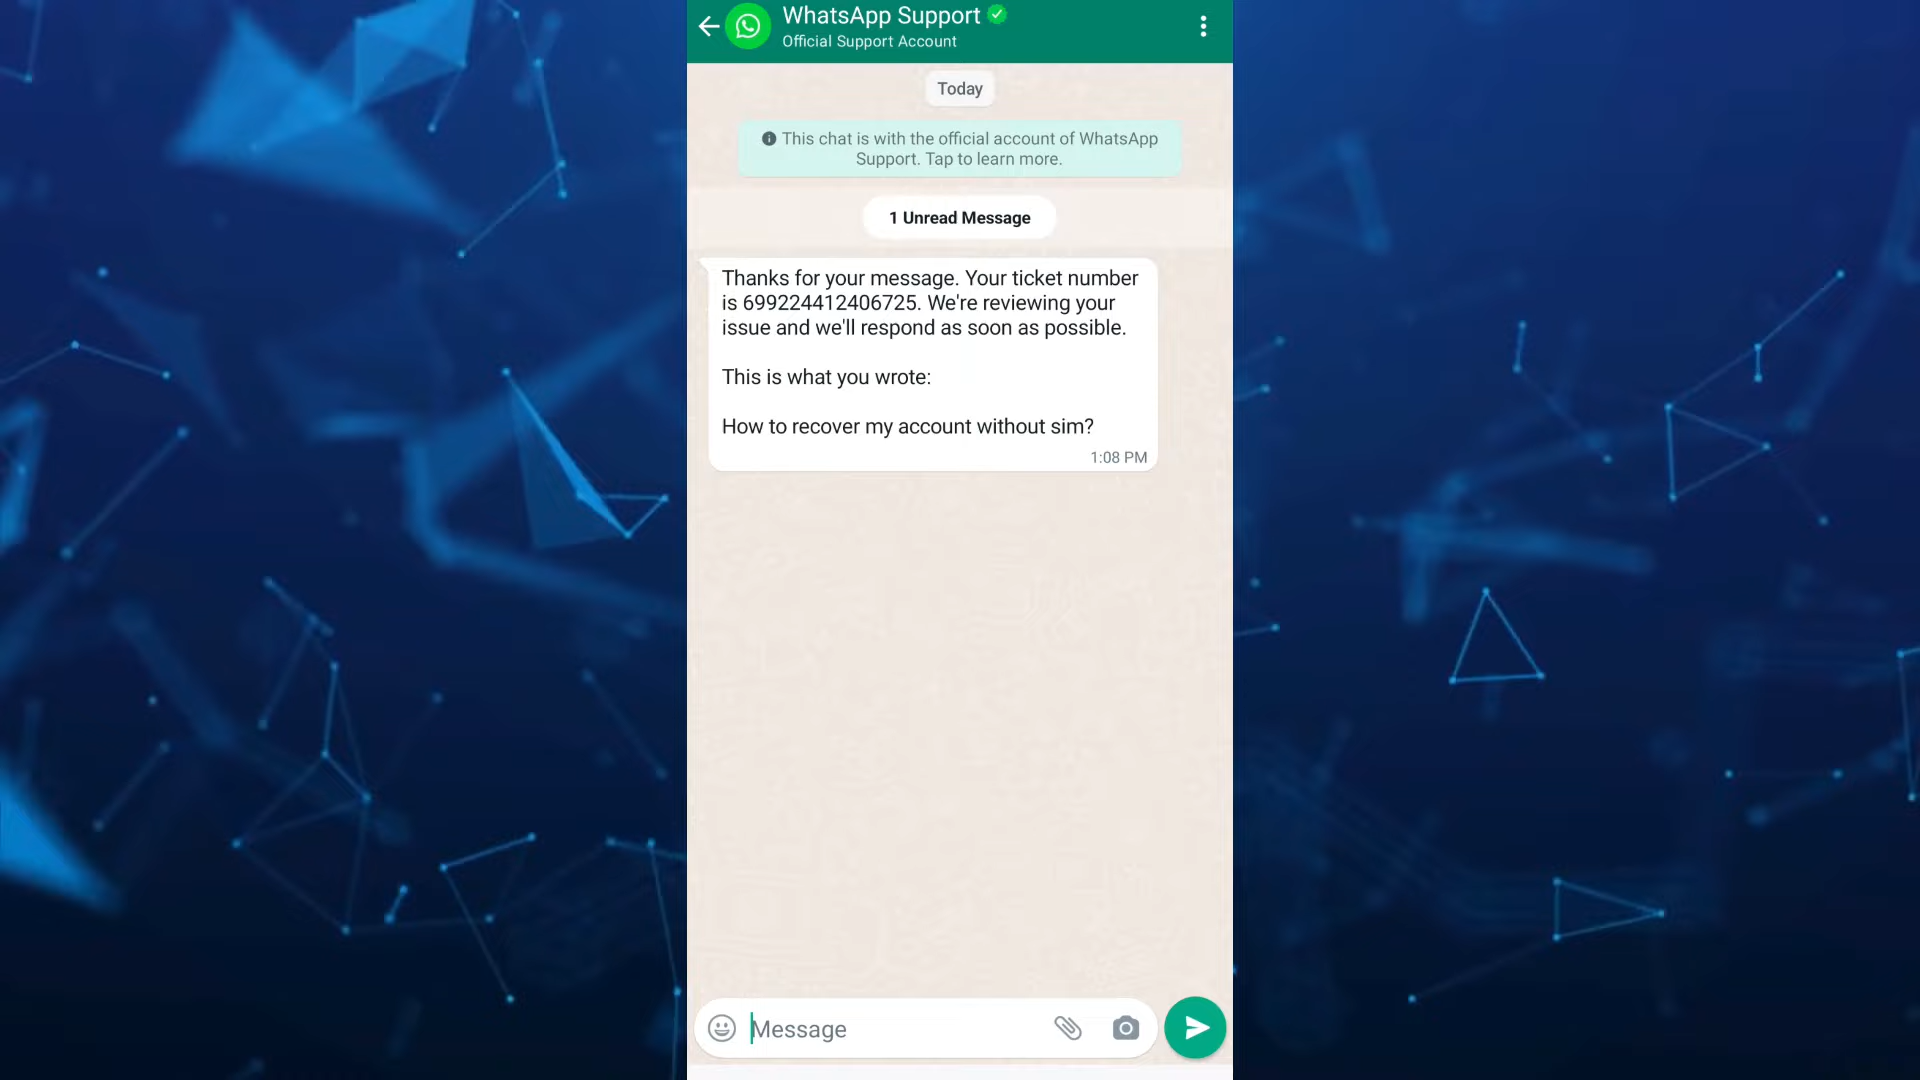 WhatsApp Support
Official Support Account
Today
This chat is with the official account of WhatsApp
Support. Tap to learn more.
1 Unread Message
Thanks for your message. Your ticket number
is 699224412406725. We're reviewing your
issue and we'll respond as soon as possible.
This is what you wrote:
How to recover my account without sim?
1:08 PM
Message